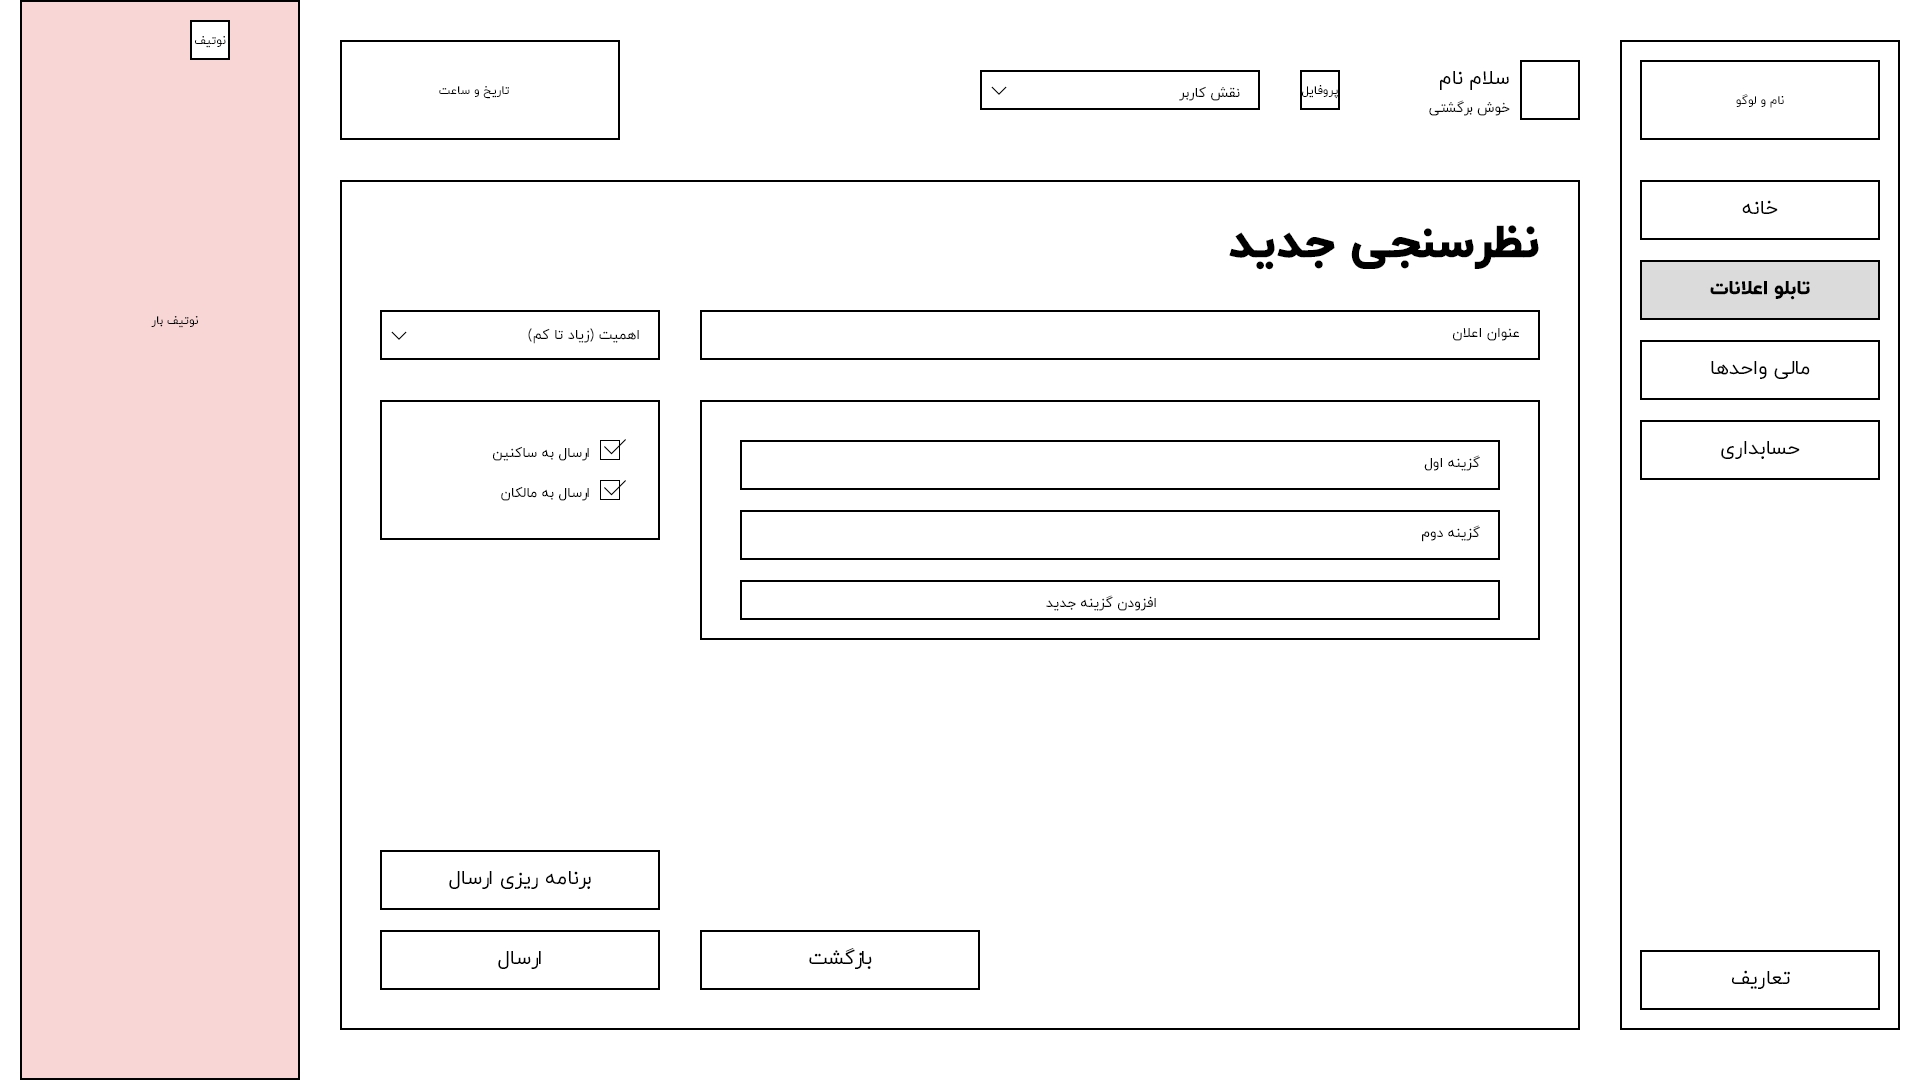 نام و لوگو
خانه
تابلو اعلانات
مالی واحدها
حسابداری
تعاریف
سلام نام
خوش برگشتی
پروفایل
نقش کاربر
تاریخ و ساعت
نظرسنجی جدید
عنوان اعلان
اهمیت (زیاد تا کم)
گزینه اول
گزینه دوم
افزودن گزینه جدید
ارسال به ساکنین
ارسال به مالکان
برنامه ریزی ارسال
بازگشت
ارسال
نوتیف
نوتیف بار